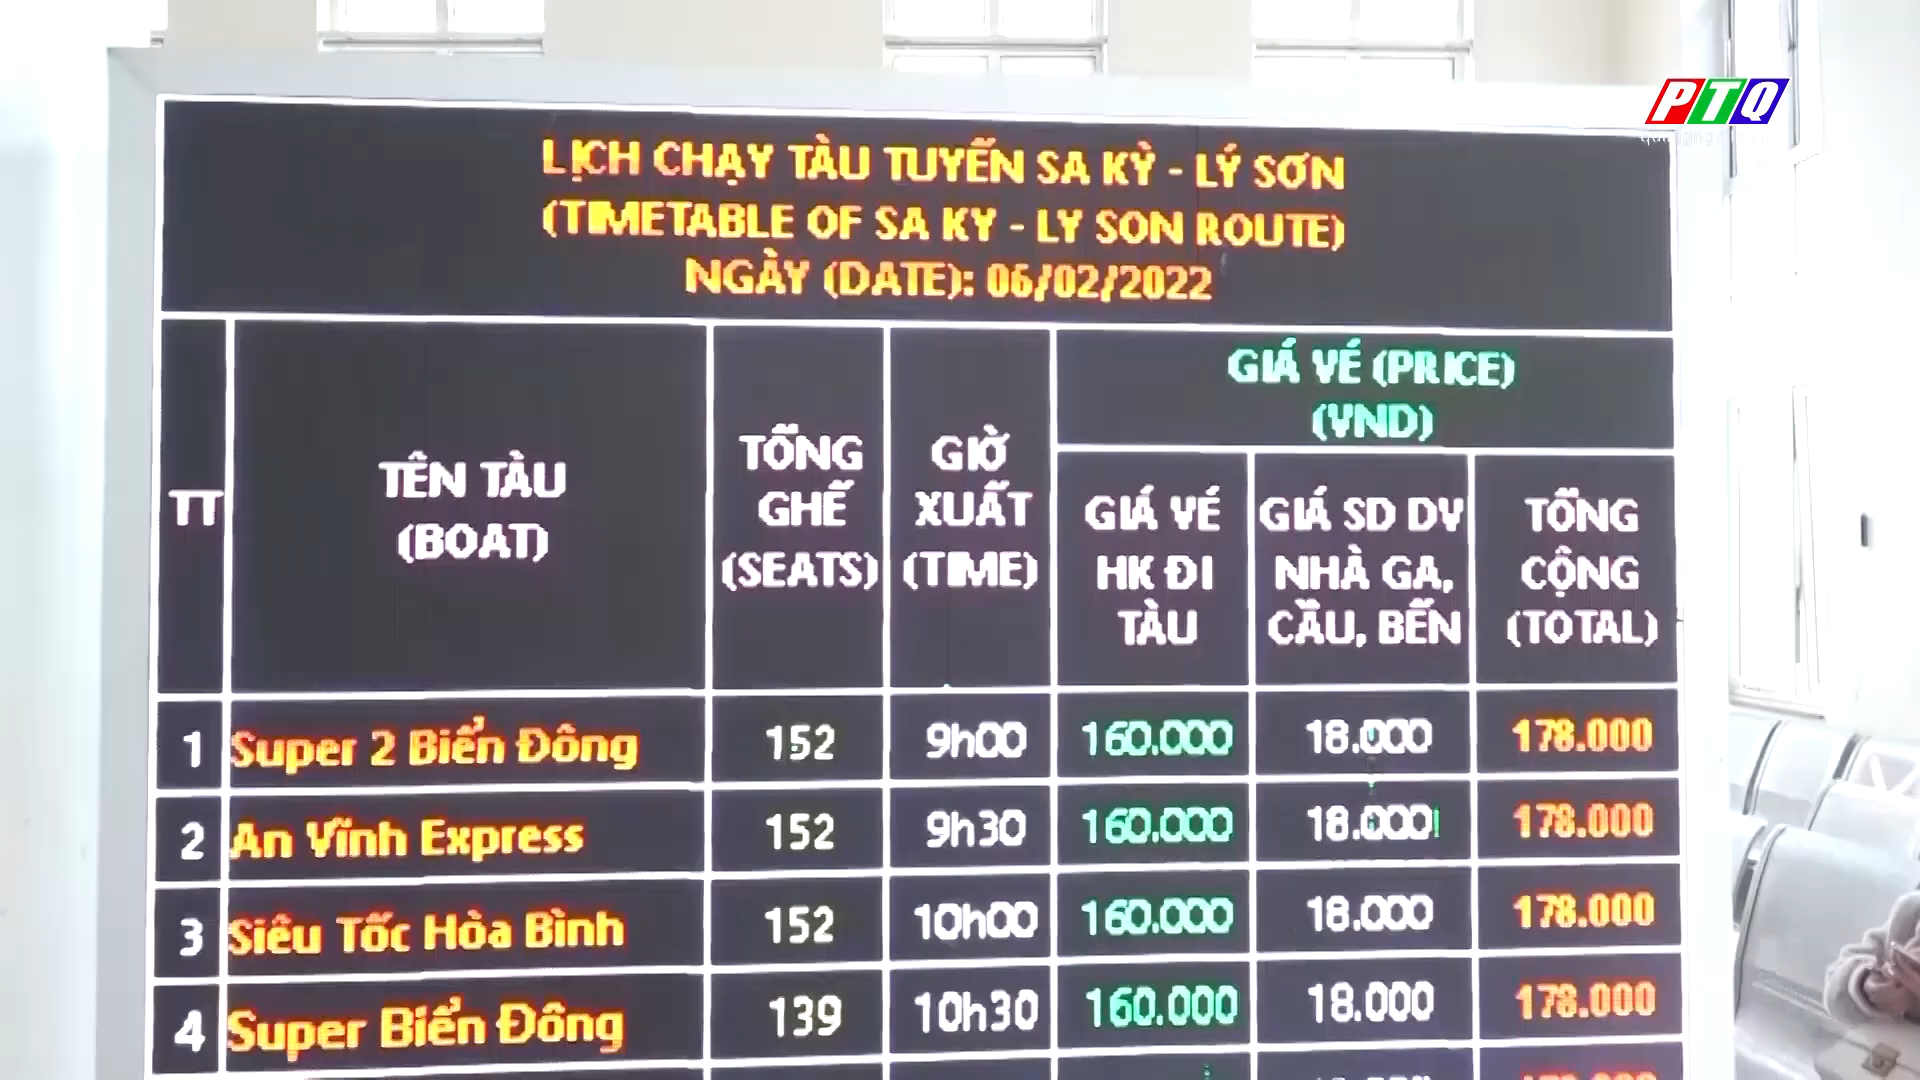 PTQ
LỊCH CHẠY TÀU TUYẾN SA KỲ - LÝ SƠN
(TIMETABLE OF SA KY - LY SON ROUTE)
NGÀY (DATE): 06/02/2022
TT
TÊN TÀU
(BOAT)
TỔNG
GHẾ
(SEATS)
GIỜ
XUẤT
(TIME)
GIÁ VÉ (PRICE)
(VND)
GIÁ VÉ
HK ĐI
TÀU
GIÁ SD DV
NHÀ GA,
CẦU, BẾN
TỔNG
CỘNG
(TOTAL)
1 Super 2 Biển Đông 152 9h00 160.000 18.000 178.000
2 An Vĩnh Express 152 9h30 160.000 18.000 178.000
3 Siêu Tốc Hòa Bình 152 10h00 160.000 18.000 178.000
4 Super Biển Đông 139 10h30 160.000 18.000 178.000